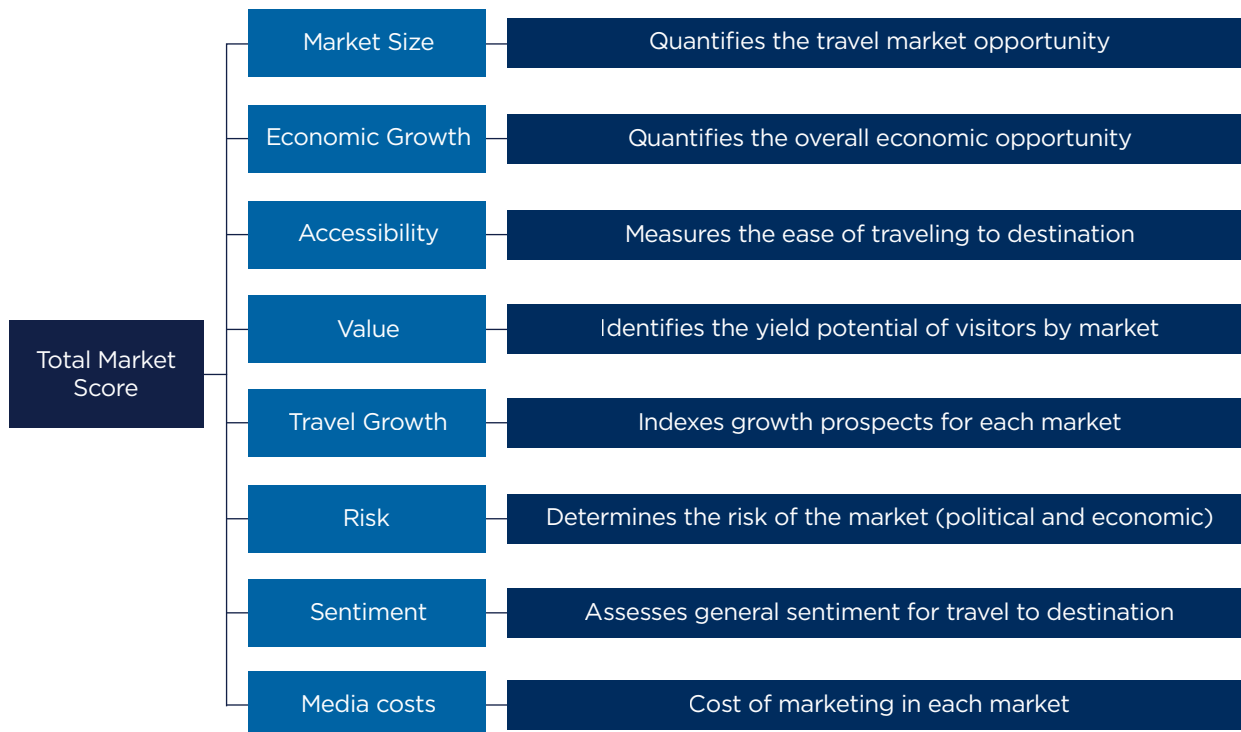 Market Size
Quantifies the travel market opportunity
Economic Growth
Quantifies the overall economic opportunity
Accessibility
Measures the ease of traveling to destination
Value
Identifies the yield potential of visitors by market
Total Market
Score
Travel Growth
Indexes growth prospects for each market
Risk
Determines the risk of the market (political and economic)
Sentiment
Assesses general sentiment for travel to destination
Media costs
Cost of marketing in each market